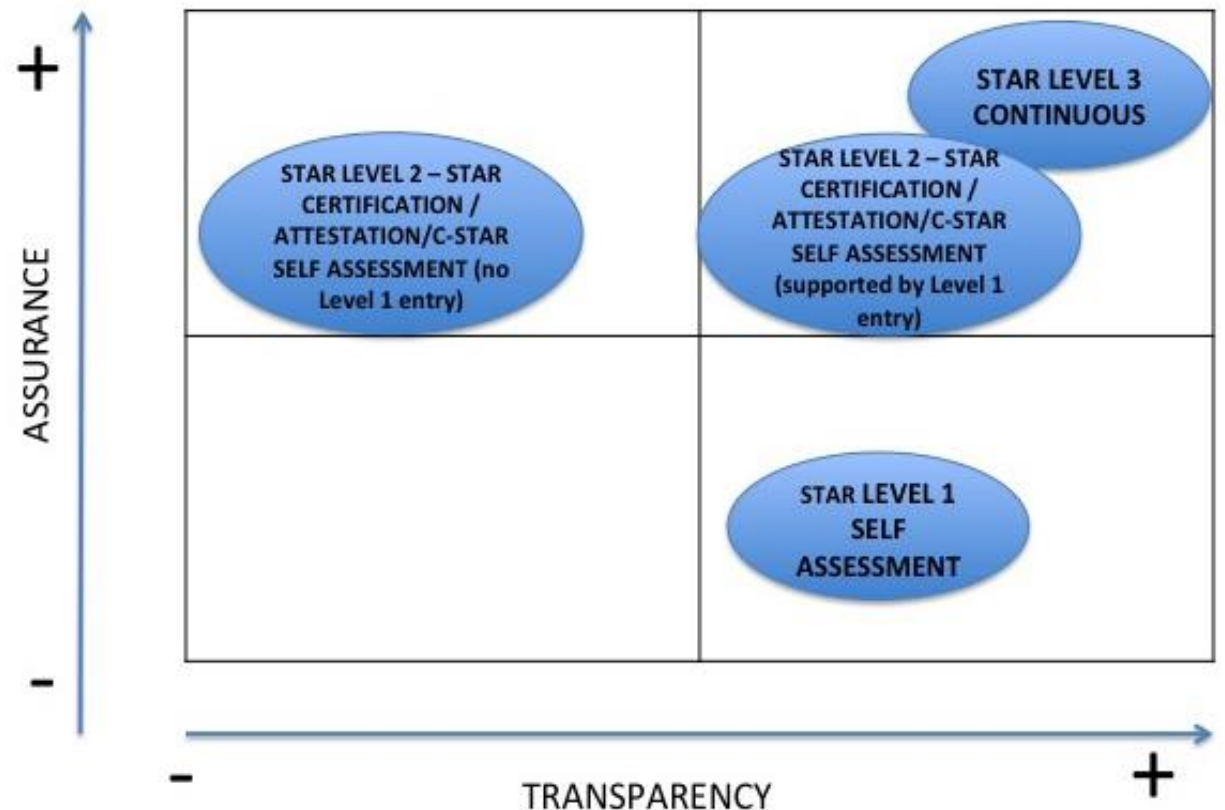 +
STAR LEVEL 3
CONTINUOUS
STAR LEVEL 2 – STAR
CERTIFICATION /
ATTESTATION/C-STAR
SELF ASSESSMENT (no
Level 1 entry)
STAR LEVEL 2 – STAR
CERTIFICATION /
ATTESTATION/C-STAR
SELF ASSESSMENT
(supported by Level 1
entry)
ASSURANCE
STAR LEVEL 1
SELF
ASSESSMENT
-
-
+
TRANSPARENCY